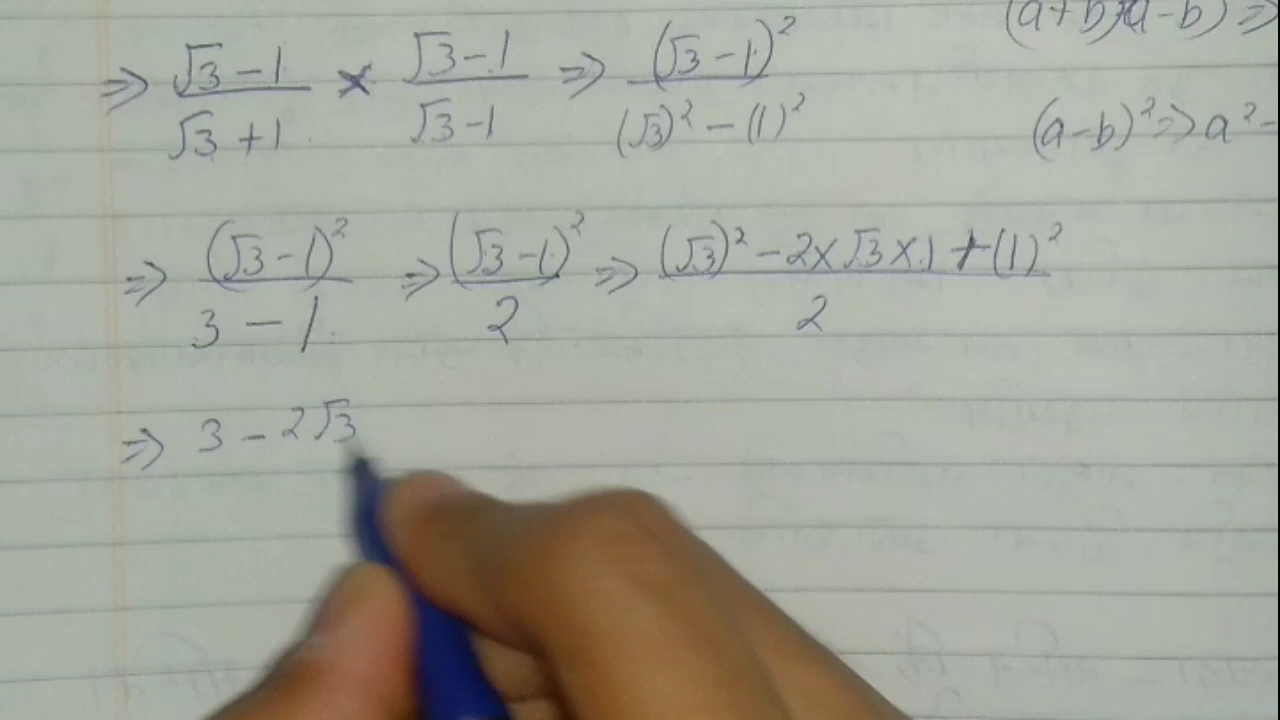 (a+b)(a-b) ⇒
⇒ (√3 - 1)/(√3 + 1) × (√3 - 1)/(√3 - 1) ⇒ (√3 - 1)²/((√3)² - (1)²)
(a-b)² ⇒ a² -
⇒ (√3 - 1)²/(3 - 1) ⇒ (√3 - 1)²/2 ⇒ ((√3)² - 2×√3×1 + (1)²)/2
⇒ 3 - 2√3